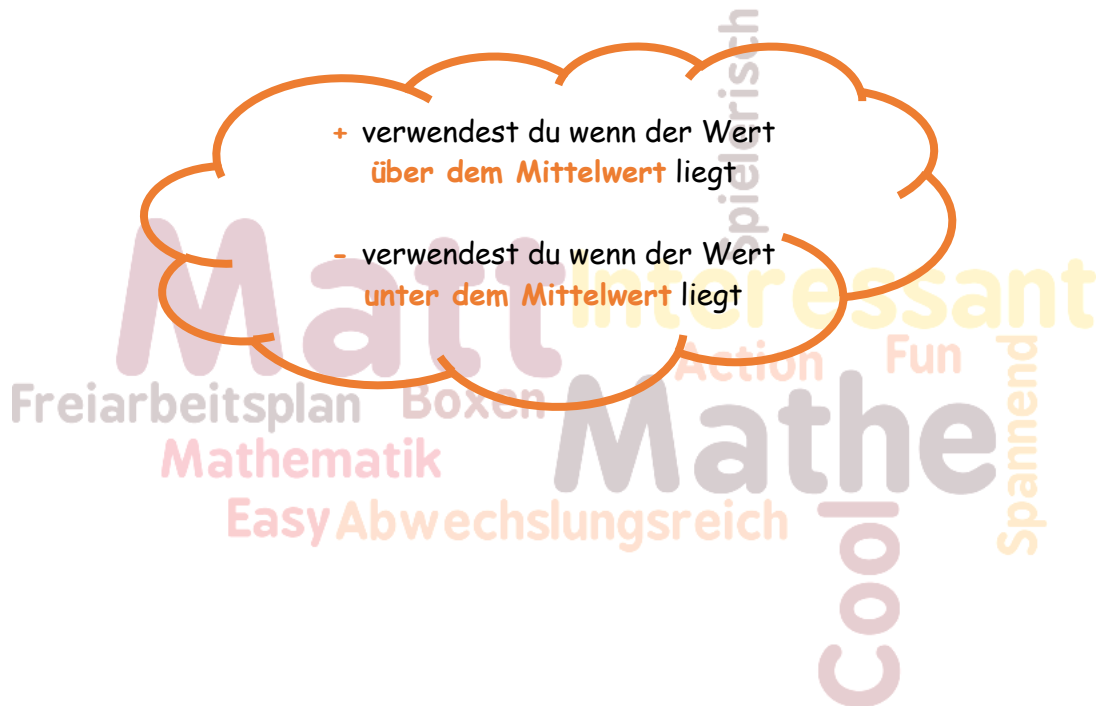 Spielerisch
+ verwendest du wenn der Wert
über dem Mittelwert liegt
- verwendest du wenn der Wert
unter dem Mittelwert liegt
Matt
Interessant
Action
Fun
Spannend
Freiarbeitsplan
Boxen
Mathe
Mathematik
Easy
Abwechslungsreich
Cool